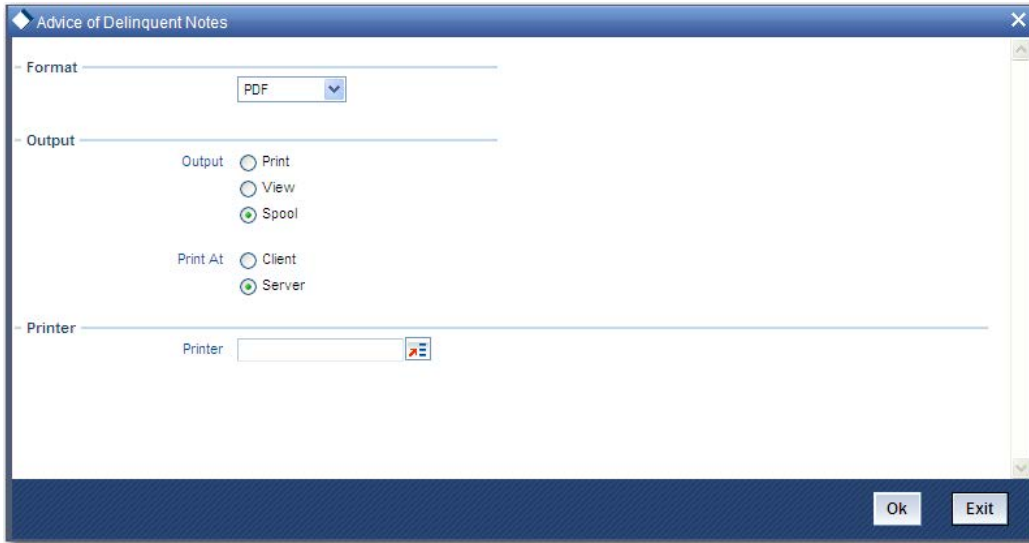 Advice of Delinquent Notes
Format
PDF
Output
Output Print
View
Spool
Print At Client
Server
Printer
Printer
Ok Exit